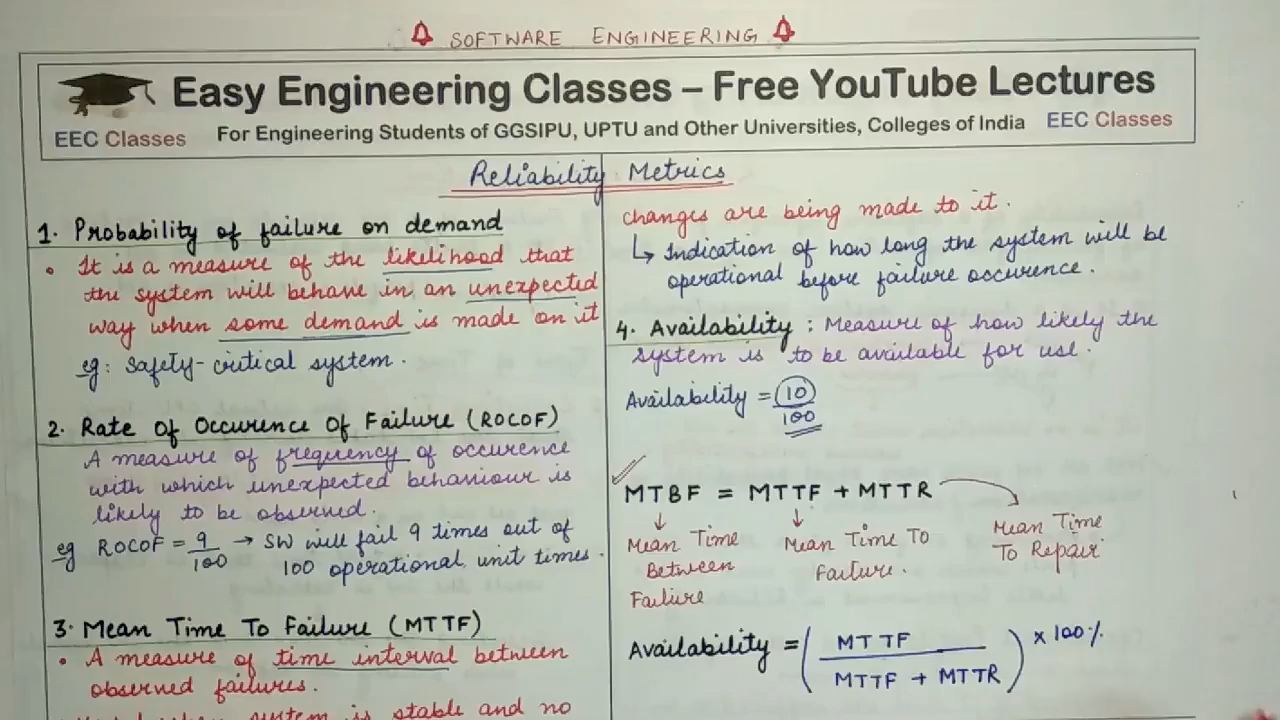 SOFTWARE ENGINEERING
Easy Engineering Classes – Free YouTube Lectures
EEC Classes
For Engineering Students of GGSIPU, UPTU and Other Universities, Colleges of India
EEC Classes
Reliability Metrics
1. Probability of failure on demand
• It is a measure of the likelihood that
the system will behave in an unexpected
way when some demand is made on it
eg: Safety-critical system.
2. Rate Of Occurence Of Failure (ROCOF)
A measure of frequency of occurence
with which unexpected behaviour is
likely to be observed.
eg ROCOF = 9/100 → SW will fail 9 times out of
100 operational unit times.
3. Mean Time To Failure (MTTF)
• A measure of time interval between
observed failures.
system is stable and no
changes are being made to it.
↳ Indication of how long the system will be
operational before failure occurence.
4. Availability : Measure of how likely the
system is to be available for use.
Availability = 10/100
MTBF = MTTF + MTTR
Mean Time
Between
Failure
Mean Time To
Failure.
Mean Time
To Repair
Availability = (MTTF / MTTF + MTTR) × 100%